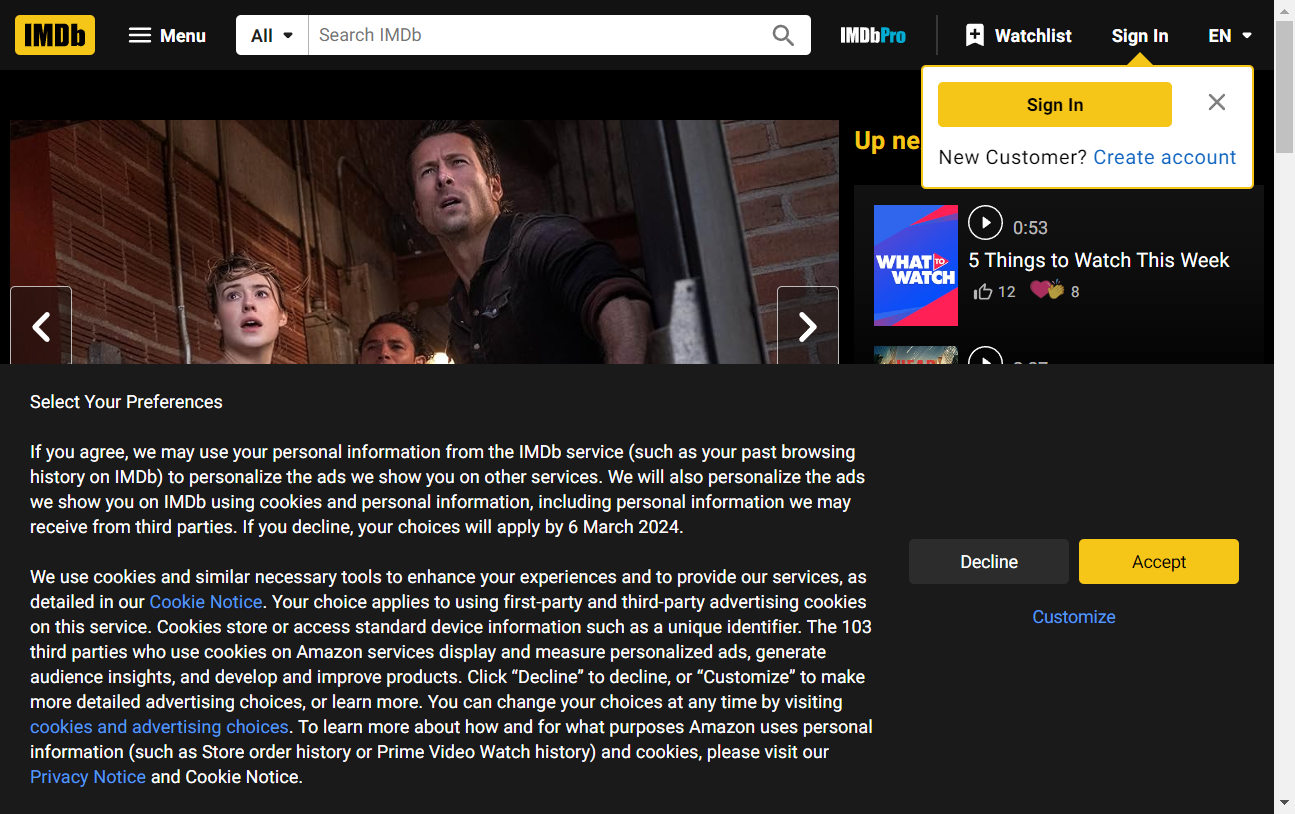 IMDb
Menu
All
Search IMDb
IMDbPro
Watchlist
Sign In
EN
Sign In
New Customer? Create account
Up ne
WHAT TO WATCH
0:53
5 Things to Watch This Week
12
8
Select Your Preferences
If you agree, we may use your personal information from the IMDb service (such as your past browsing
history on IMDb) to personalize the ads we show you on other services. We will also personalize the ads
we show you on IMDb using cookies and personal information, including personal information we may
receive from third parties. If you decline, your choices will apply by 6 March 2024.
We use cookies and similar necessary tools to enhance your experiences and to provide our services, as
detailed in our Cookie Notice. Your choice applies to using first-party and third-party advertising cookies
on this service. Cookies store or access standard device information such as a unique identifier. The 103
third parties who use cookies on Amazon services display and measure personalized ads, generate
audience insights, and develop and improve products. Click “Decline” to decline, or “Customize” to make
more detailed advertising choices, or learn more. You can change your choices at any time by visiting
cookies and advertising choices. To learn more about how and for what purposes Amazon uses personal
information (such as Store order history or Prime Video Watch history) and cookies, please visit our
Privacy Notice and Cookie Notice.
Decline
Accept
Customize